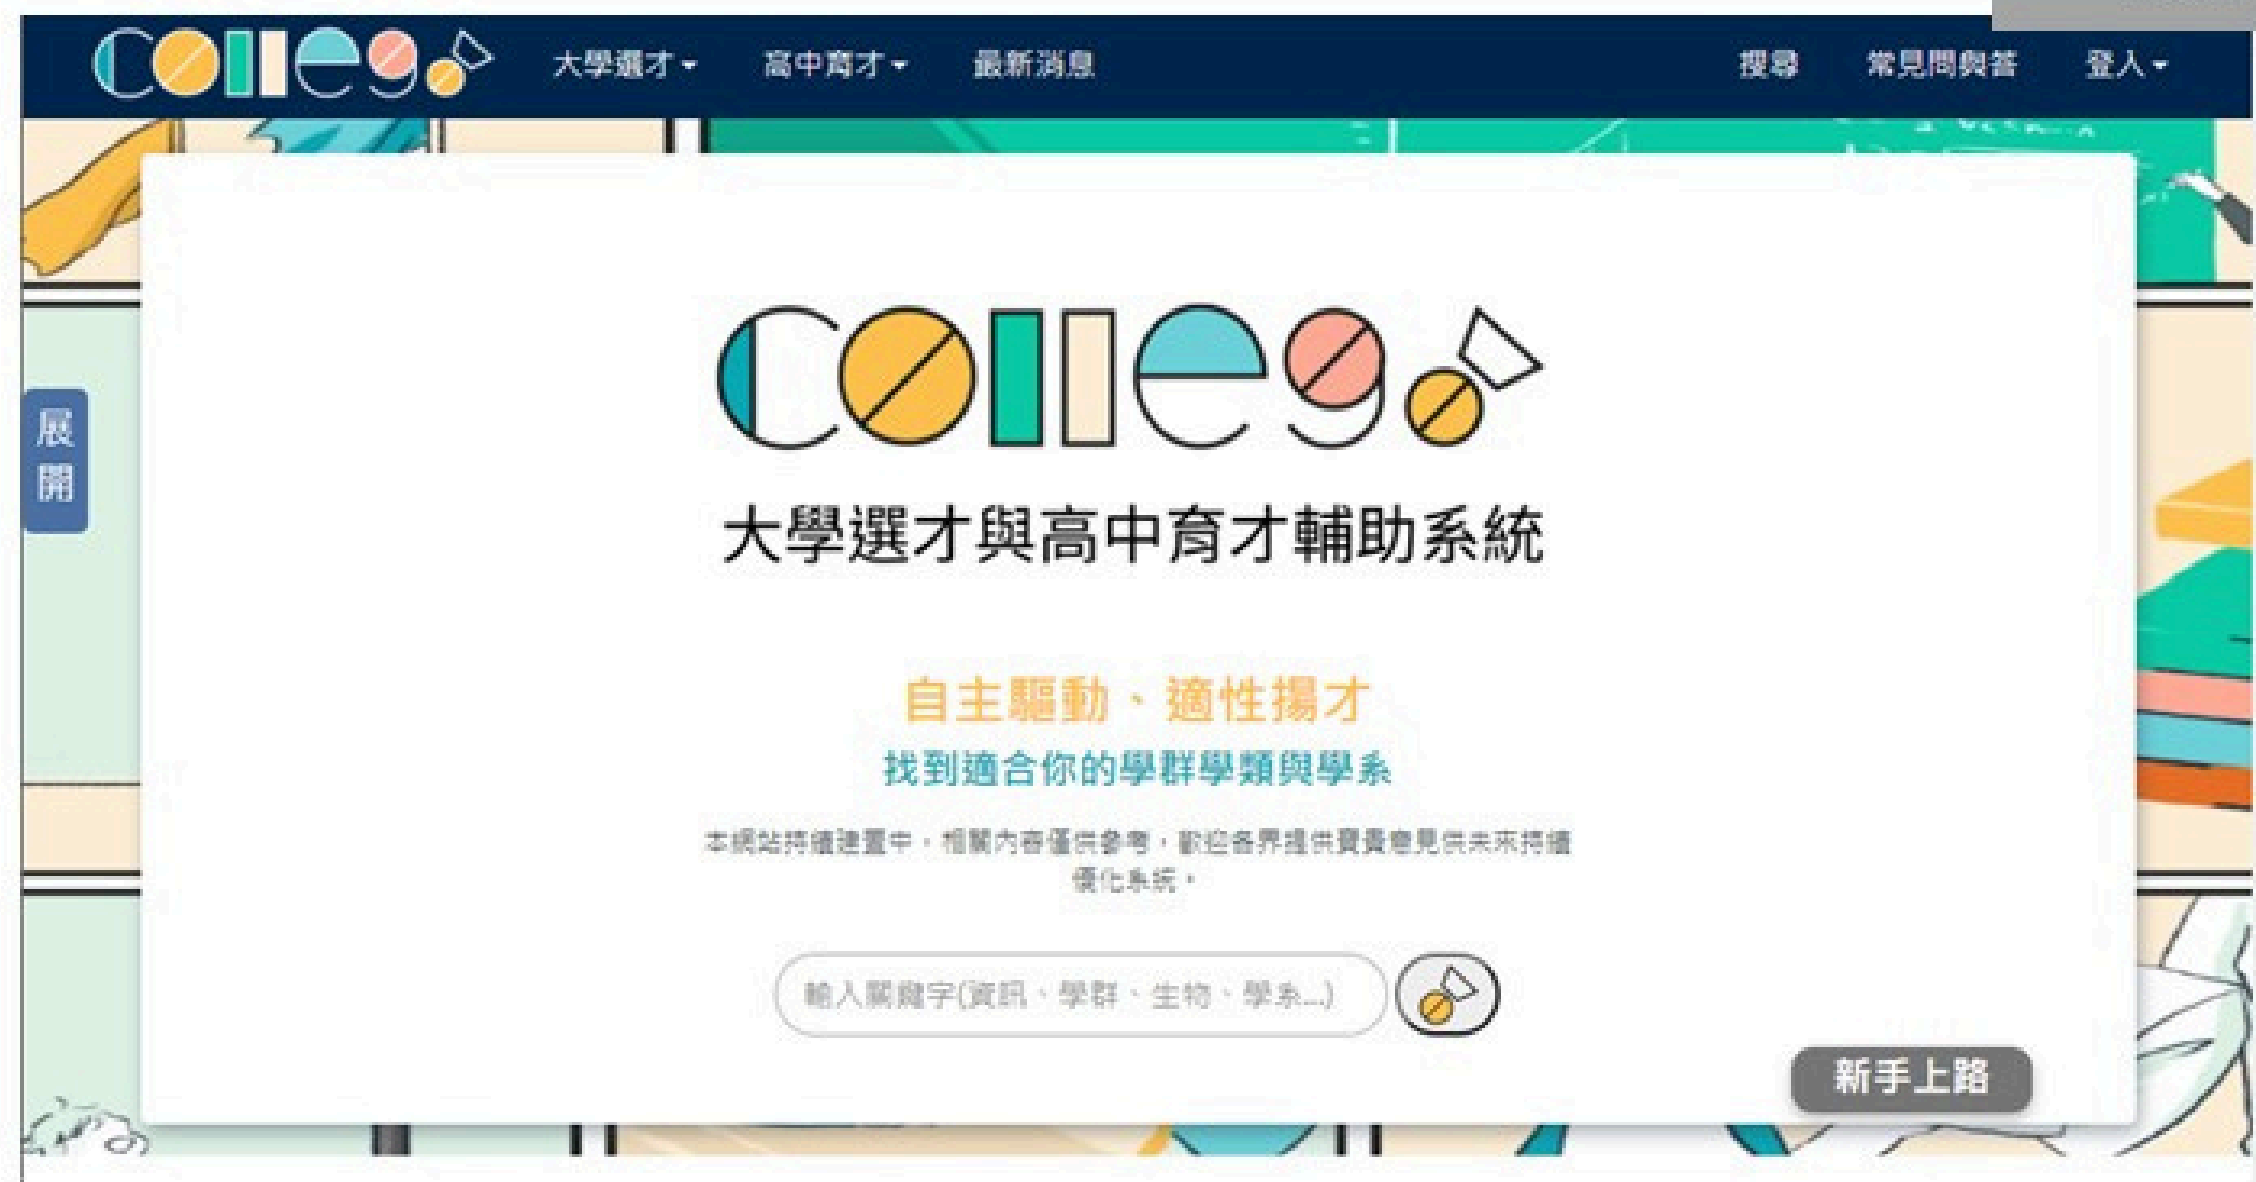 colleg 大學選才 高中育才 最新消息 搜尋 常見問與答 登入
展開
colleg
大學選才與高中育才輔助系統
自主驅動、適性揚才
找到適合你的學群學類與學系
本網站持續建置中，相關內容僅供參考，歡迎各界提供寶貴意見供未來持續
優化系統。
輸入關鍵字(資訊、學群、生物、學系...)
新手上路